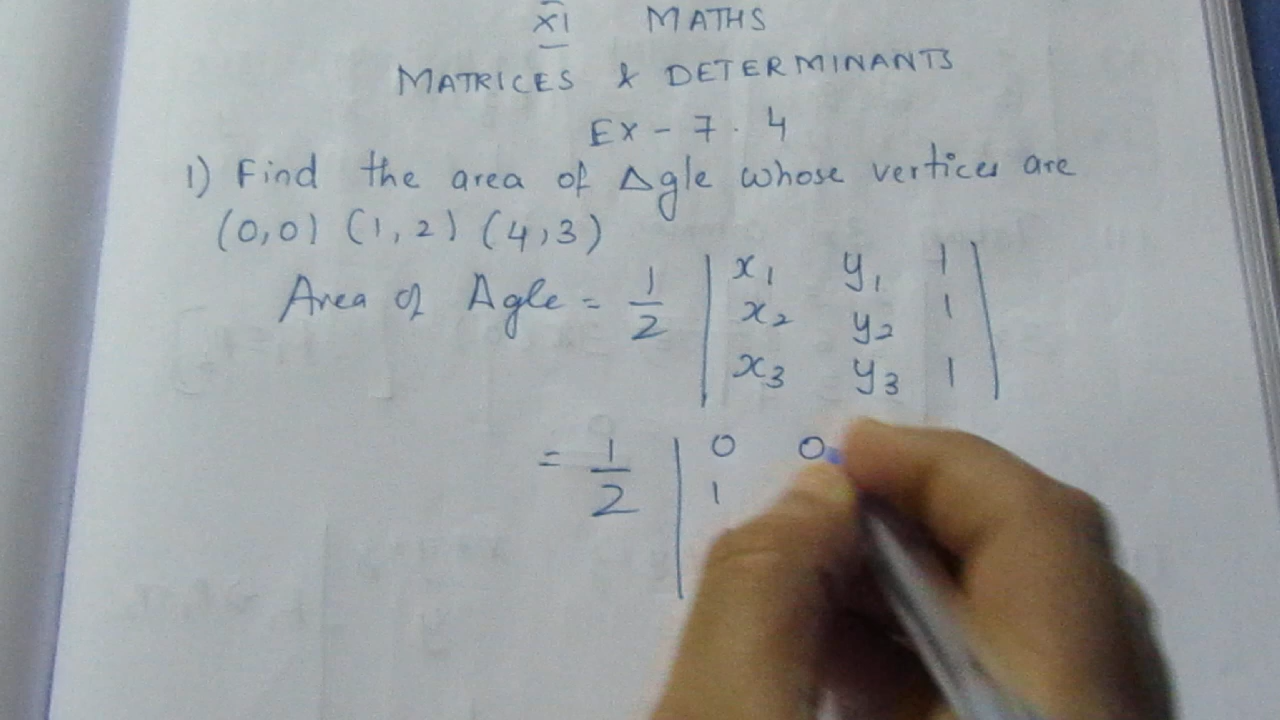 XI MATHS
MATRICES & DETERMINANTS
EX - 7.4
1) Find the area of Δgle whose vertices are
(0,0) (1,2) (4,3)
Area of Δgle = 1/2 | x₁ y₁ 1 |
| x₂ y₂ 1 |
| x₃ y₃ 1 |
= 1/2 | 0 0
| 1